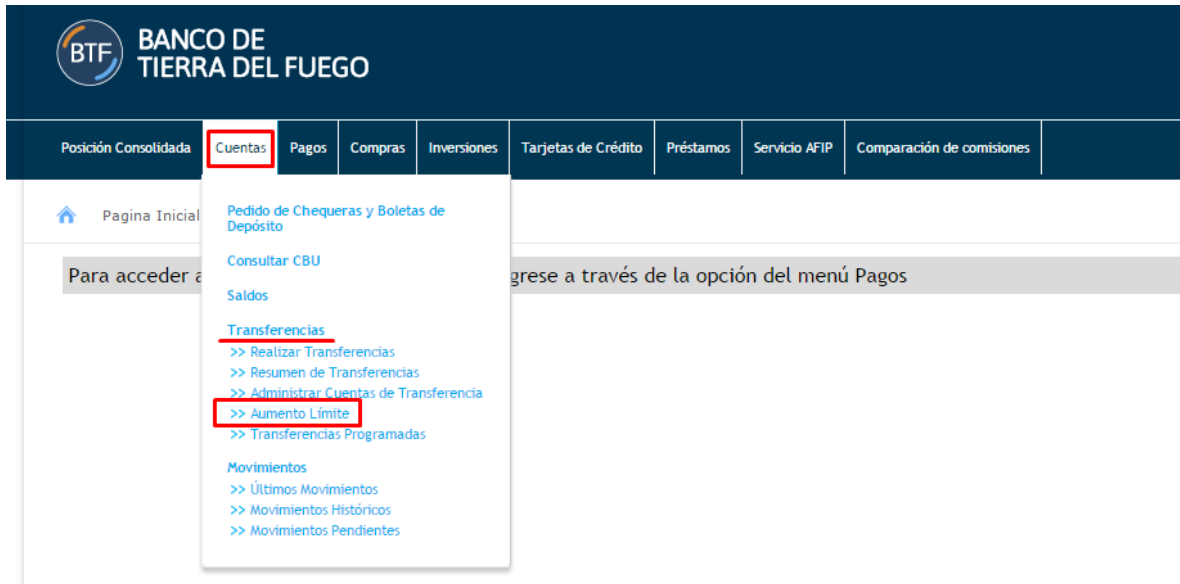 BTF
BANCO DE
TIERRA DEL FUEGO
Posición Consolidada Cuentas Pagos Compras Inversiones Tarjetas de Crédito Préstamos Servicio AFIP Comparación de comisiones
Pagina Inicial
Pedido de Chequeras y Boletas de
Depósito
Consultar CBU
Para acceder a grese a través de la opción del menú Pagos
Saldos
Transferencias
>> Realizar Transferencias
>> Resumen de Transferencias
>> Administrar Cuentas de Transferencia
>> Aumento Límite
>> Transferencias Programadas
Movimientos
>> Últimos Movimientos
>> Movimientos Históricos
>> Movimientos Pendientes